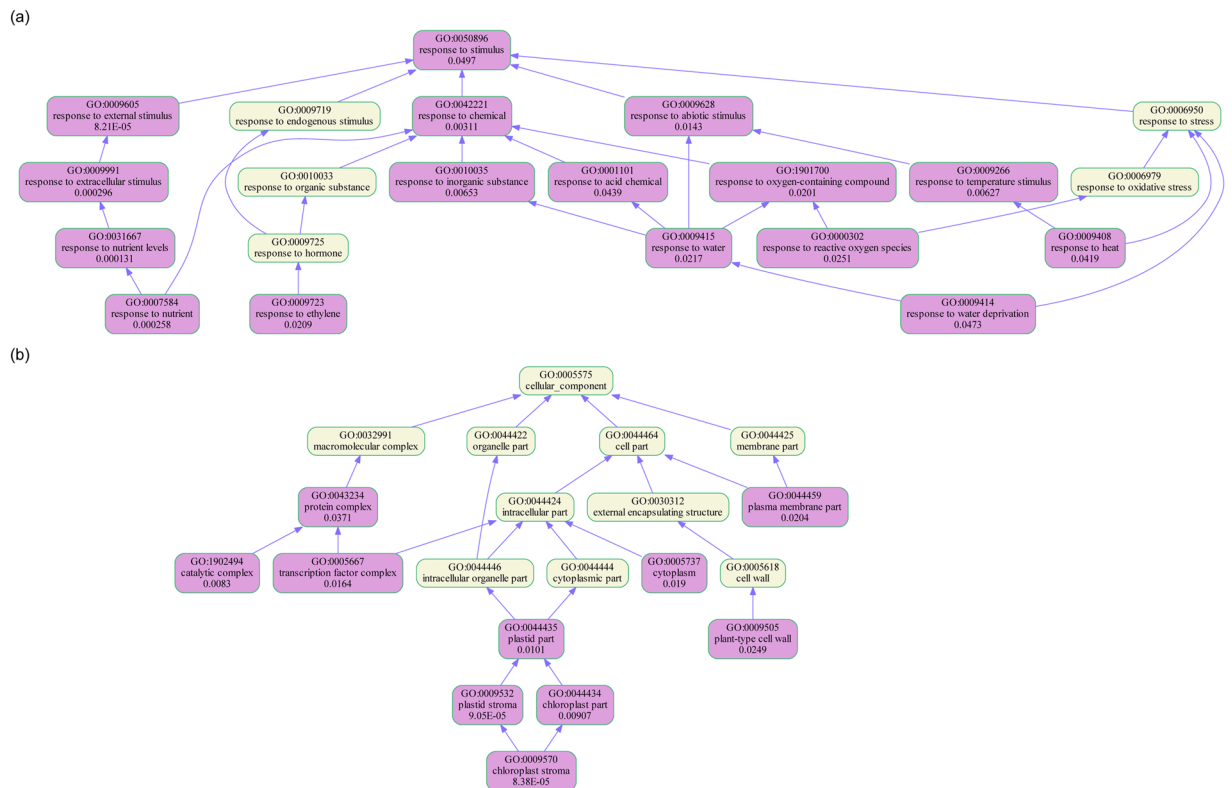 (a)
GO:0050896
response to stimulus
0.0497
GO:0009605
response to external stimulus
8.21E-05
GO:0009719
response to endogenous stimulus
GO:0042221
response to chemical
0.00311
GO:0009628
response to abiotic stimulus
0.0143
GO:0006950
response to stress
GO:0009991
response to extracellular stimulus
0.000296
GO:0010033
response to organic substance
GO:0010035
response to inorganic substance
0.00653
GO:0001101
response to acid chemical
0.0439
GO:1901700
response to oxygen-containing compound
0.0201
GO:0009266
response to temperature stimulus
0.00627
GO:0006979
response to oxidative stress
GO:0031667
response to nutrient levels
0.000131
GO:0009725
response to hormone
GO:0009415
response to water
0.0217
GO:0000302
response to reactive oxygen species
0.0251
GO:0009408
response to heat
0.0419
GO:0007584
response to nutrient
0.000258
GO:0009723
response to ethylene
0.0209
GO:0009414
response to water deprivation
0.0473
(b)
GO:0005575
cellular_component
GO:0032991
macromolecular complex
GO:0044422
organelle part
GO:0044464
cell part
GO:0044425
membrane part
GO:0043234
protein complex
0.0371
GO:0044424
intracellular part
GO:0030312
external encapsulating structure
GO:0044459
plasma membrane part
0.0204
GO:1902494
catalytic complex
0.0083
GO:0005667
transcription factor complex
0.0164
GO:0044446
intracellular organelle part
GO:0044444
cytoplasmic part
GO:0005737
cytoplasm
0.019
GO:0005618
cell wall
GO:0044435
plastid part
0.0101
GO:0009505
plant-type cell wall
0.0249
GO:0009532
plastid stroma
9.05E-05
GO:0044434
chloroplast part
0.00907
GO:0009570
chloroplast stroma
8.38E-05